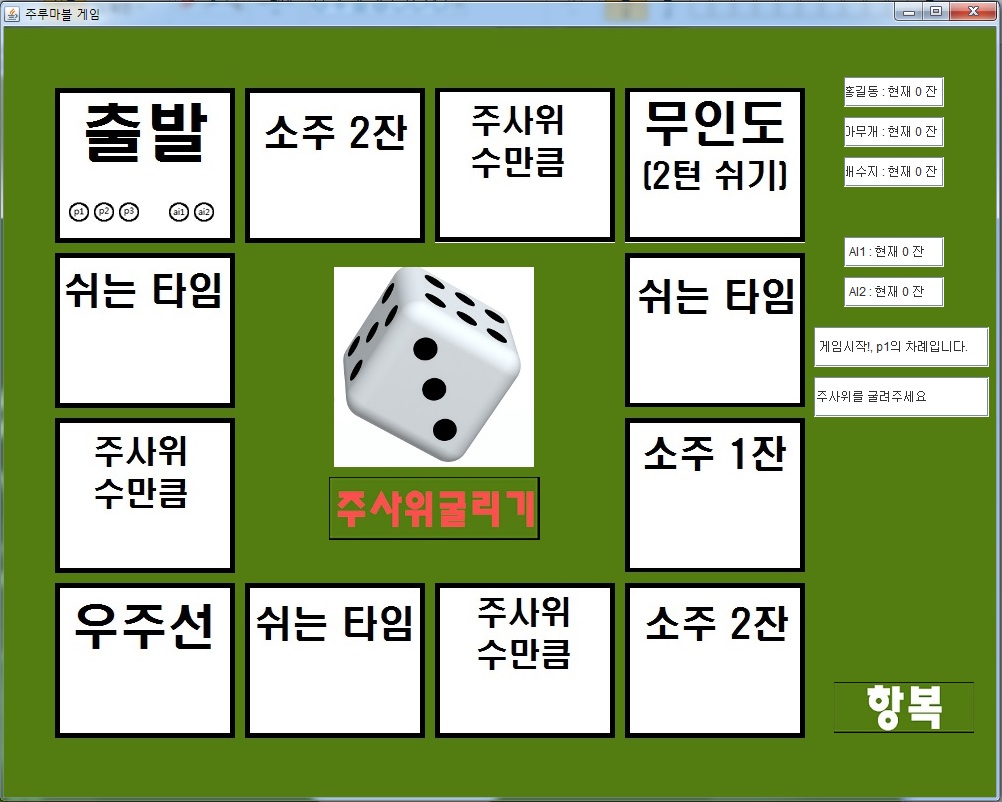 주루마블 게임
출발
p1 p2 p3 ai1 ai2
소주 2잔
주사위
수만큼
무인도
(2턴 쉬기)
홍길동 : 현재 0 잔
아무개 : 현재 0 잔
배수지 : 현재 0 잔
AI1 : 현재 0 잔
AI2 : 현재 0 잔
게임시작!, p1의 차례입니다.
주사위를 굴려주세요
쉬는 타임
쉬는 타임
주사위
수만큼
주사위굴리기
소주 1잔
우주선
쉬는 타임
주사위
수만큼
소주 2잔
항복